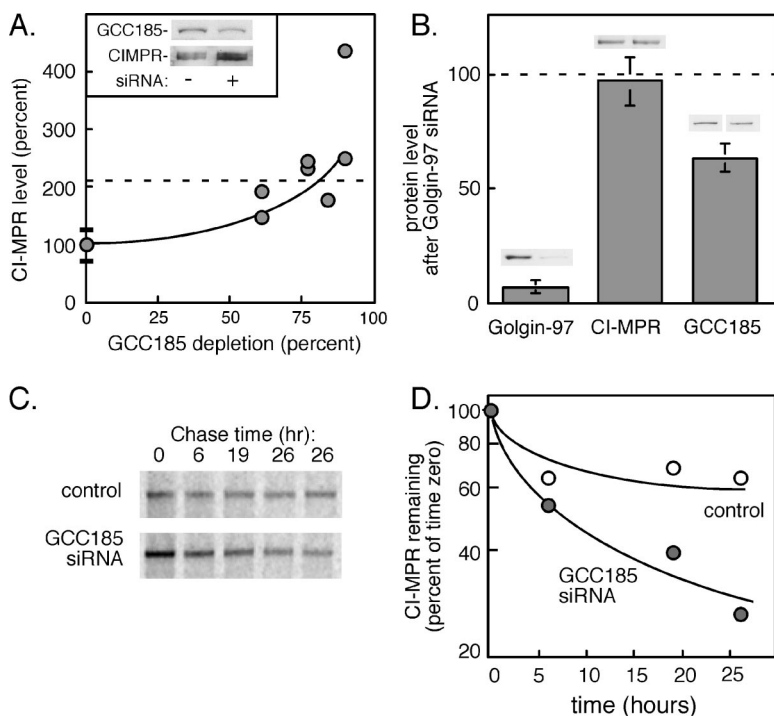 A.
GCC185-
CIMPR-
siRNA: - +
CI-MPR level (percent)
400
300
200
100
0
0 25 50 75 100
GCC185 depletion (percent)
B.
protein level
after Golgin-97 siRNA
100
50
0
Golgin-97 CI-MPR GCC185
C.
Chase time (hr):
0 6 19 26 26
control
GCC185
siRNA
D.
CI-MPR remaining
(percent of time zero)
100
80
60
40
20
control
GCC185
siRNA
0 5 10 15 20 25
time (hours)